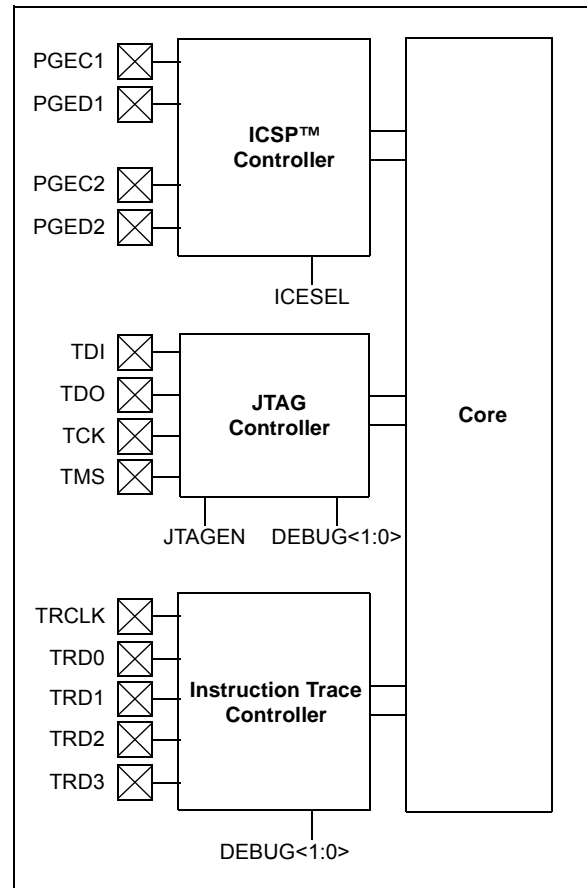 PGEC1
PGED1
ICSP™
Controller
PGEC2
PGED2
ICESEL
TDI
TDO
JTAG
Controller
TCK
TMS
JTAGEN
DEBUG<1:0>
Core
TRCLK
TRD0
TRD1
Instruction Trace
Controller
TRD2
TRD3
DEBUG<1:0>